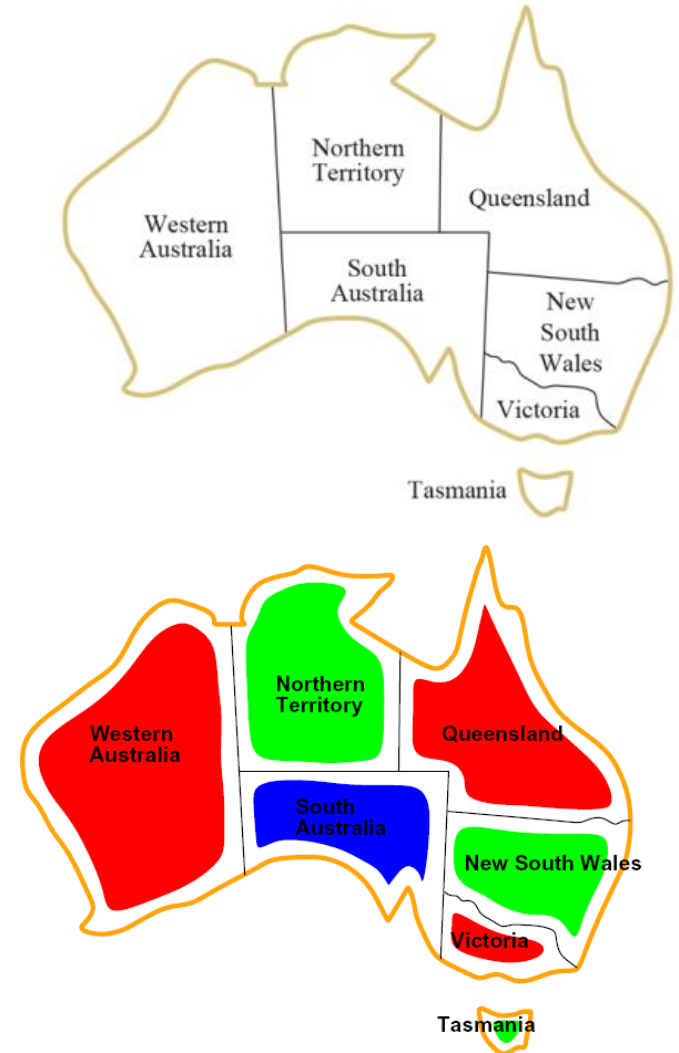 Northern
Territory
Queensland
Western
Australia
South
Australia
New
South
Wales
Victoria
Tasmania
Northern
Territory
Western
Australia
Queensland
South
Australia
New South Wales
Victoria
Tasmania